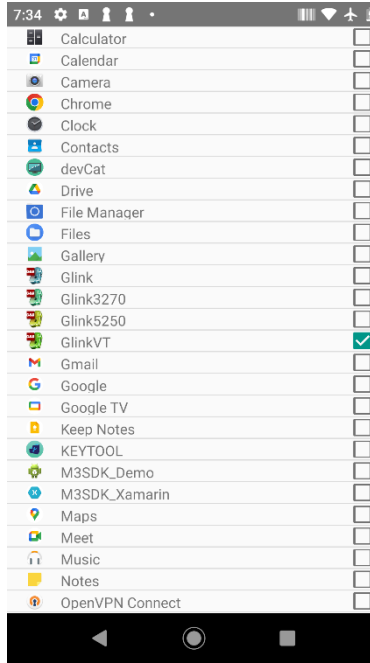 7:34
Calculator
Calendar
Camera
Chrome
Clock
Contacts
devCat
Drive
File Manager
Files
Gallery
Glink
Glink3270
Glink5250
GlinkVT
Gmail
Google
Google TV
Keep Notes
KEYTOOL
M3SDK_Demo
M3SDK_Xamarin
Maps
Meet
Music
Notes
OpenVPN Connect